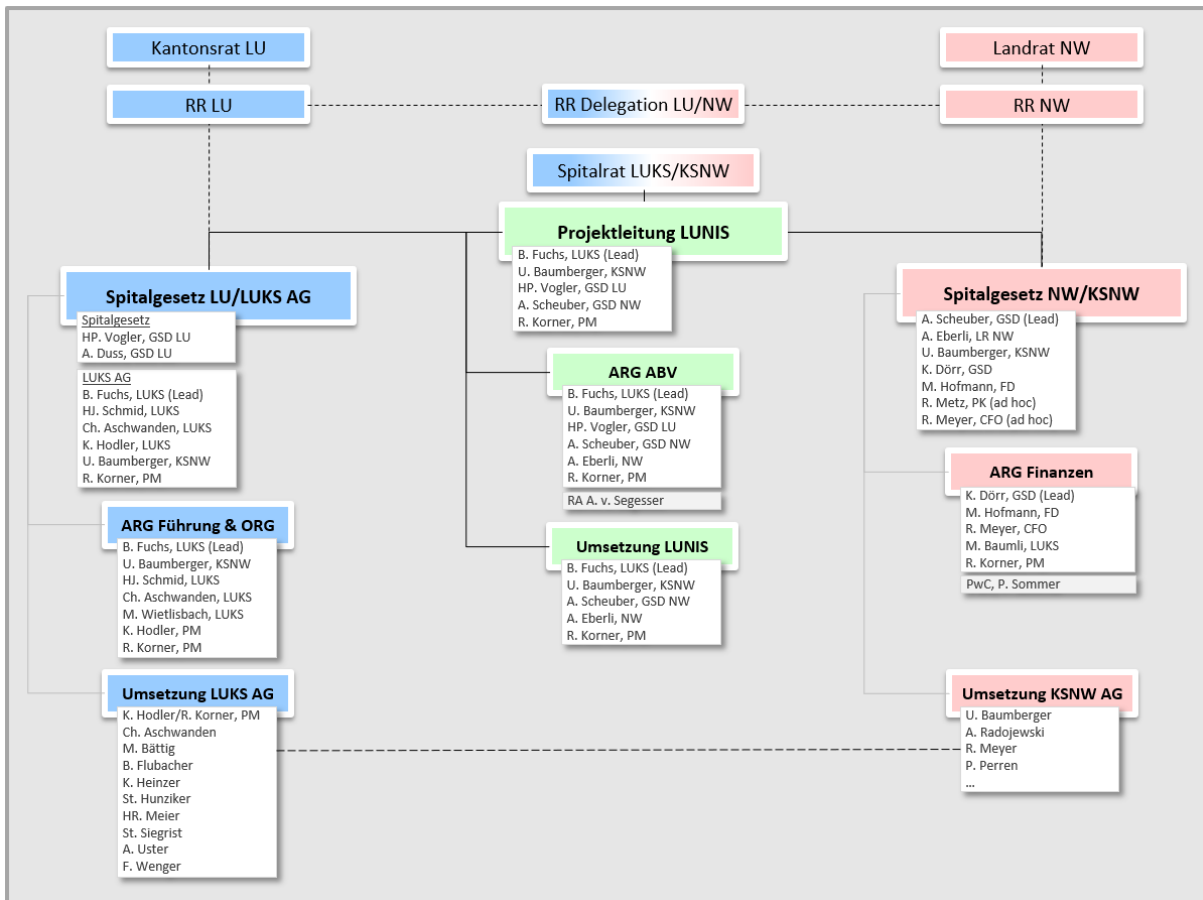 Kantonsrat LU
Landrat NW
RR LU
RR Delegation LU/NW
RR NW
Spitalrat LUKS/KSNW
Projektleitung LUNIS
B. Fuchs, LUKS (Lead)
U. Baumberger, KSNW
HP. Vogler, GSD LU
A. Scheuber, GSD NW
R. Korner, PM
Spitalgesetz LU/LUKS AG
Spitalgesetz
HP. Vogler, GSD LU
A. Duss, GSD LU
LUKS AG
B. Fuchs, LUKS (Lead)
HJ. Schmid, LUKS
Ch. Aschwanden, LUKS
K. Hodler, LUKS
U. Baumberger, KSNW
R. Korner, PM
Spitalgesetz NW/KSNW
A. Scheuber, GSD (Lead)
A. Eberli, LR NW
U. Baumberger, KSNW
K. Dörr, GSD
M. Hofmann, FD
R. Metz, PK (ad hoc)
R. Meyer, CFO (ad hoc)
ARG ABV
B. Fuchs, LUKS (Lead)
U. Baumberger, KSNW
HP. Vogler, GSD LU
A. Scheuber, GSD NW
A. Eberli, NW
R. Korner, PM
RA A. v. Segesser
ARG Finanzen
K. Dörr, GSD (Lead)
M. Hofmann, FD
R. Meyer, CFO
M. Baumli, LUKS
R. Korner, PM
PwC, P. Sommer
ARG Führung & ORG
B. Fuchs, LUKS (Lead)
U. Baumberger, KSNW
HJ. Schmid, LUKS
Ch. Aschwanden, LUKS
M. Wietlisbach, LUKS
K. Hodler, PM
R. Korner, PM
Umsetzung LUNIS
B. Fuchs, LUKS (Lead)
U. Baumberger, KSNW
A. Scheuber, GSD NW
A. Eberli, NW
R. Korner, PM
Umsetzung LUKS AG
K. Hodler/R. Korner, PM
Ch. Aschwanden
M. Bättig
B. Flubacher
K. Heinzer
St. Hunziker
HR. Meier
St. Siegrist
A. Uster
F. Wenger
Umsetzung KSNW AG
U. Baumberger
A. Radojewski
R. Meyer
P. Perren
...